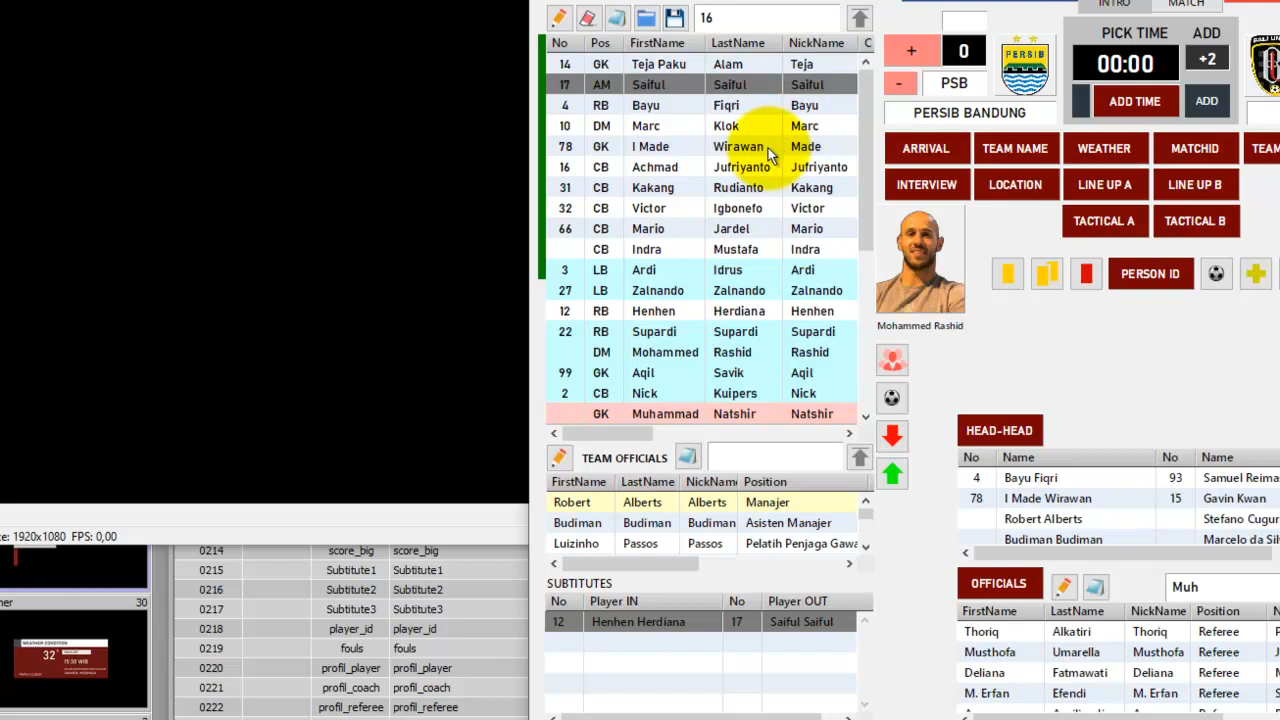 16
INTRO
MATCH
No Pos FirstName LastName NickName C
14 GK Teja Paku Alam Teja
17 AM Saiful Saiful Saiful
4 RB Bayu Fiqri Bayu
10 DM Marc Klok Marc
78 GK I Made Wirawan Made
16 CB Achmad Jufriyanto Jufriyanto
31 CB Kakang Rudianto Kakang
32 CB Victor Igbonefo Victor
66 CB Mario Jardel Mario
CB Indra Mustafa Indra
3 LB Ardi Idrus Ardi
27 LB Zalnando Zalnando Zalnando
12 RB Henhen Herdiana Henhen
22 RB Supardi Supardi Supardi
DM Mohammed Rashid Rashid
99 GK Aqil Savik Aqil
2 CB Nick Kuipers Nick
GK Muhammad Natshir Natshir
TEAM OFFICIALS
FirstName LastName NickName Position
Robert Alberts Alberts Manajer
Budiman Budiman Budiman Asisten Manajer
Luizinho Passos Passos Pelatih Penjaga Gawa
SUBTITUTES
No Player IN No Player OUT
12 Henhen Herdiana 17 Saiful Saiful
+ 0
- PSB
PERSIB
PERSIB BANDUNG
PICK TIME ADD
00:00 +2
ADD TIME ADD
ARRIVAL TEAM NAME WEATHER MATCHID TEAM
INTERVIEW LOCATION LINE UP A LINE UP B
TACTICAL A TACTICAL B
PERSON ID
Mohammed Rashid
HEAD-HEAD
No Name No Name
4 Bayu Fiqri 93 Samuel Reima
78 I Made Wirawan 15 Gavin Kwan
Robert Alberts Stefano Cugur
Budiman Budiman Marcelo da Sil
OFFICIALS Muh
FirstName LastName NickName Position
Thoriq Alkatiri Thoriq Referee
Musthofa Umarella Musthofa Referee
Deliana Fatmawati Deliana Referee
M. Erfan Efendi M. Erfan Referee
e: 1920x1080 FPS: 0,00
0214 score_big score_big
0215 Subtitute1 Subtitute1
0216 Subtitute2 Subtitute2
0217 Subtitute3 Subtitute3
0218 player_id player_id
0219 fouls fouls
0220 profil_player profil_player
0221 profil_coach profil_coach
0222 profil_referee profil_referee
ner 30
WEATHER CONDITION
32
15:30 WIB